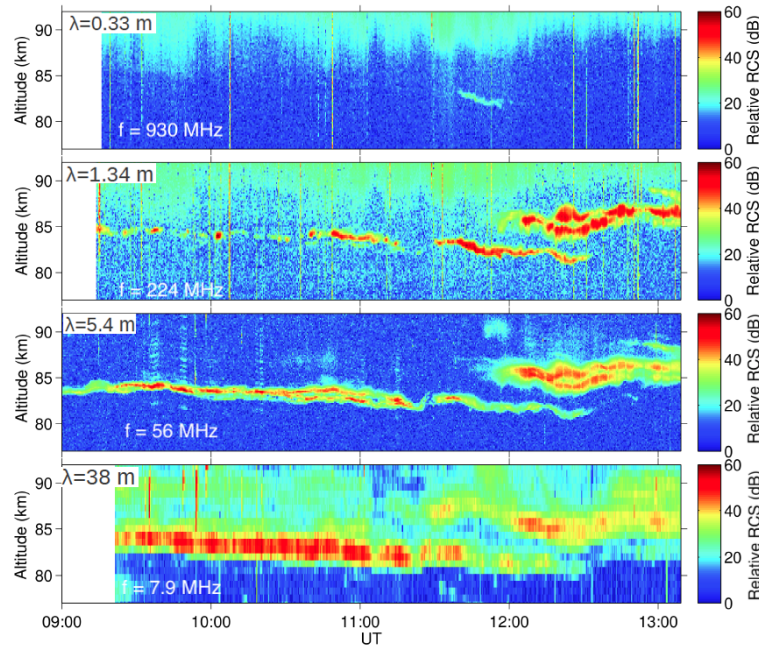 λ=0.33 m
f = 930 MHz
Altitude (km)
90
85
80
60
40
20
0
Relative RCS (dB)
λ=1.34 m
f = 224 MHz
Altitude (km)
90
85
80
60
40
20
0
Relative RCS (dB)
λ=5.4 m
f = 56 MHz
Altitude (km)
90
85
80
60
40
20
0
Relative RCS (dB)
λ=38 m
f = 7.9 MHz
Altitude (km)
90
85
80
60
40
20
0
Relative RCS (dB)
09:00 10:00 11:00 12:00 13:00
UT